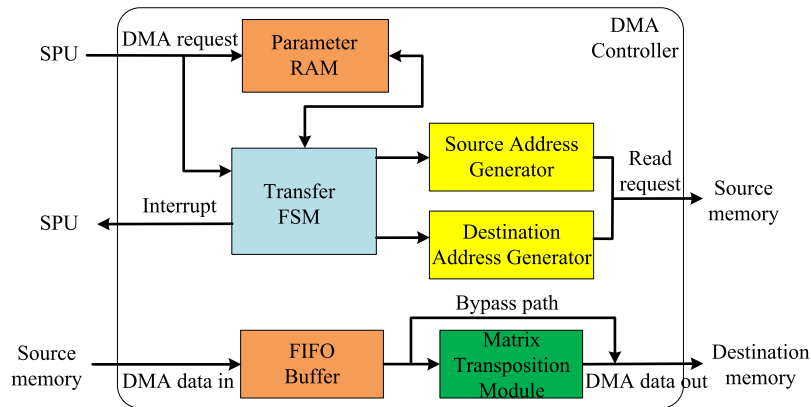 SPU
DMA request
Parameter
RAM
DMA
Controller
Source Address
Generator
Read
request
Transfer
FSM
Source
memory
SPU
Interrupt
Destination
Address Generator
Bypass path
Source
memory
DMA data in
FIFO
Buffer
Matrix
Transposition
Module
DMA data out
Destination
memory